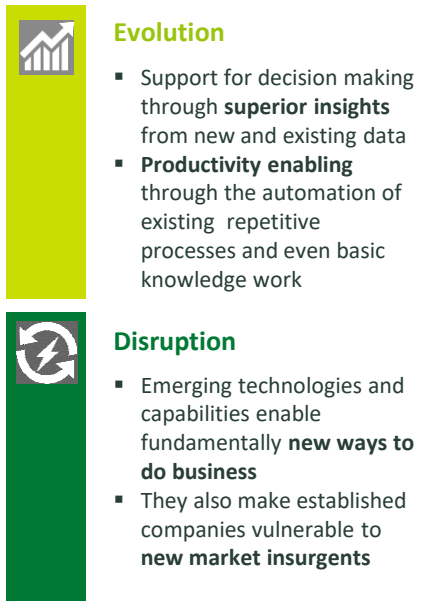 Evolution
▪ Support for decision making
through superior insights
from new and existing data
▪ Productivity enabling
through the automation of
existing repetitive
processes and even basic
knowledge work
Disruption
▪ Emerging technologies and
capabilities enable
fundamentally new ways to
do business
▪ They also make established
companies vulnerable to
new market insurgents